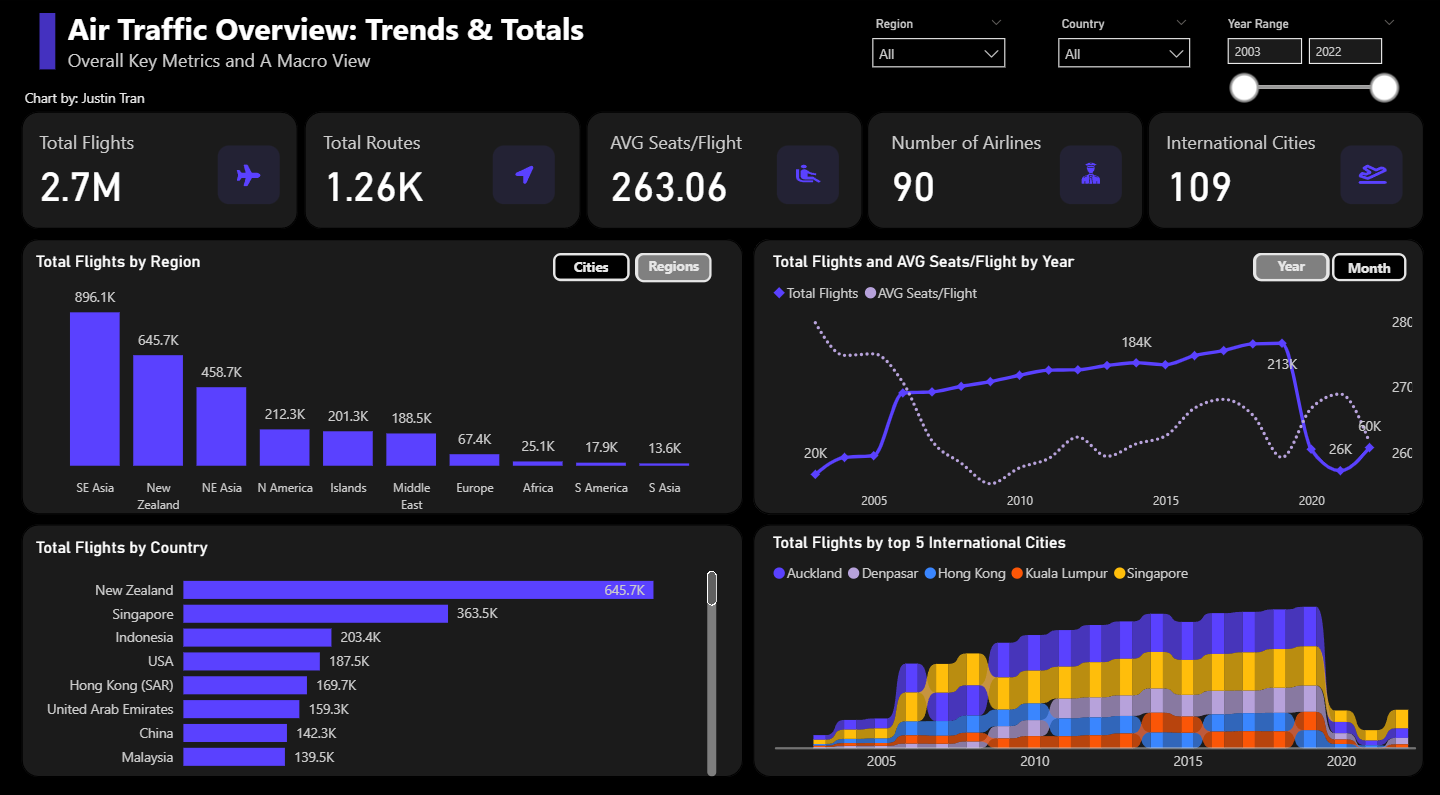 Air Traffic Overview: Trends & Totals
Overall Key Metrics and A Macro View
Chart by: Justin Tran
Region
All
Country
All
Year Range
2003 2022
Total Flights
2.7M
Total Routes
1.26K
AVG Seats/Flight
263.06
Number of Airlines
90
International Cities
109
Total Flights by Region
Cities Regions
896.1K
645.7K
458.7K
212.3K
201.3K
188.5K
67.4K
25.1K
17.9K
13.6K
SE Asia
New
Zealand
NE Asia
N America
Islands
Middle
East
Europe
Africa
S America
S Asia
Total Flights and AVG Seats/Flight by Year
Year Month
Total Flights AVG Seats/Flight
280
270
260
20K
184K
213K
26K
60K
2005 2010 2015 2020
Total Flights by Country
New Zealand 645.7K
Singapore 363.5K
Indonesia 203.4K
USA 187.5K
Hong Kong (SAR) 169.7K
United Arab Emirates 159.3K
China 142.3K
Malaysia 139.5K
Total Flights by top 5 International Cities
Auckland Denpasar Hong Kong Kuala Lumpur Singapore
2005 2010 2015 2020